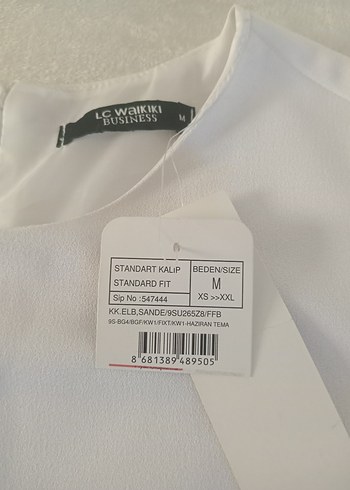 LC WAIKIKI
BUSINESS
M
STANDART KALıP
STANDARD FIT
Sip No :547444
BEDEN/SIZE
M
XS >>XXL
KK.ELB,SANDE/9SU265Z8/FFB
9S-BG4/BGF/KW1/FIXT/KW1-HAZIRAN TEMA
8 681389 489505